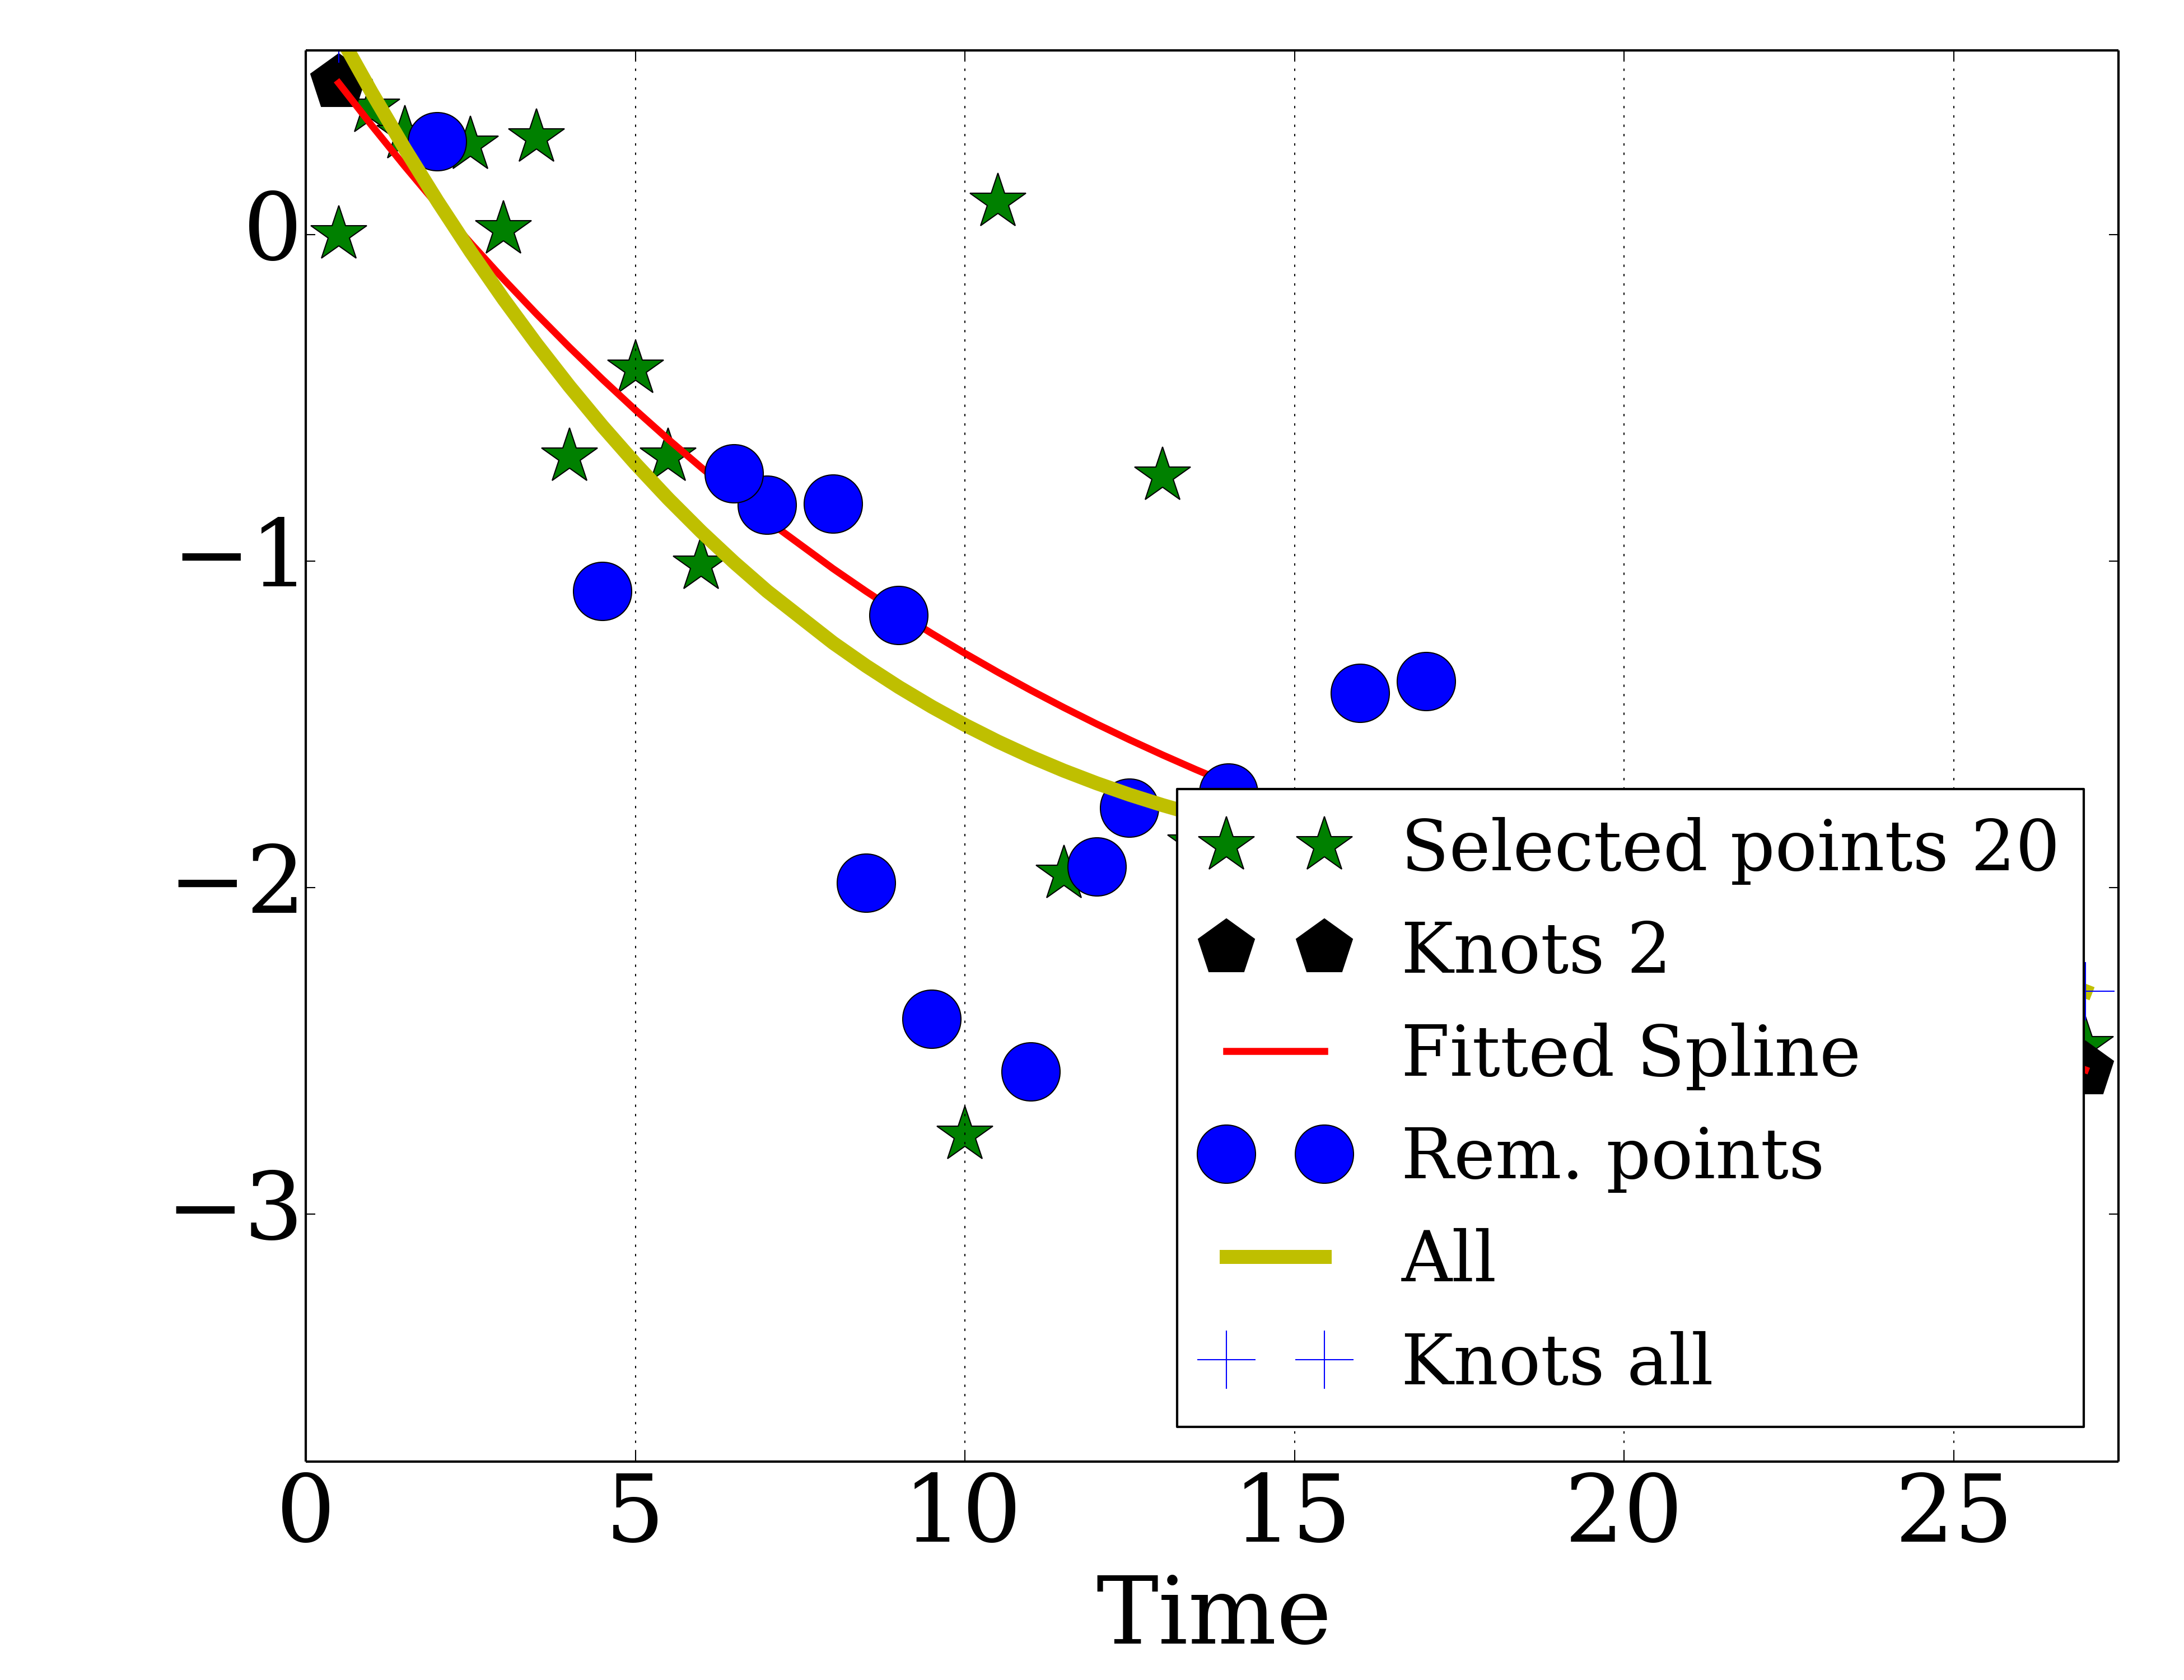 0
−1
−2
−3
Selected points 20
Knots 2
Fitted Spline
Rem. points
All
Knots all
0 5 10 15 20 25
Time